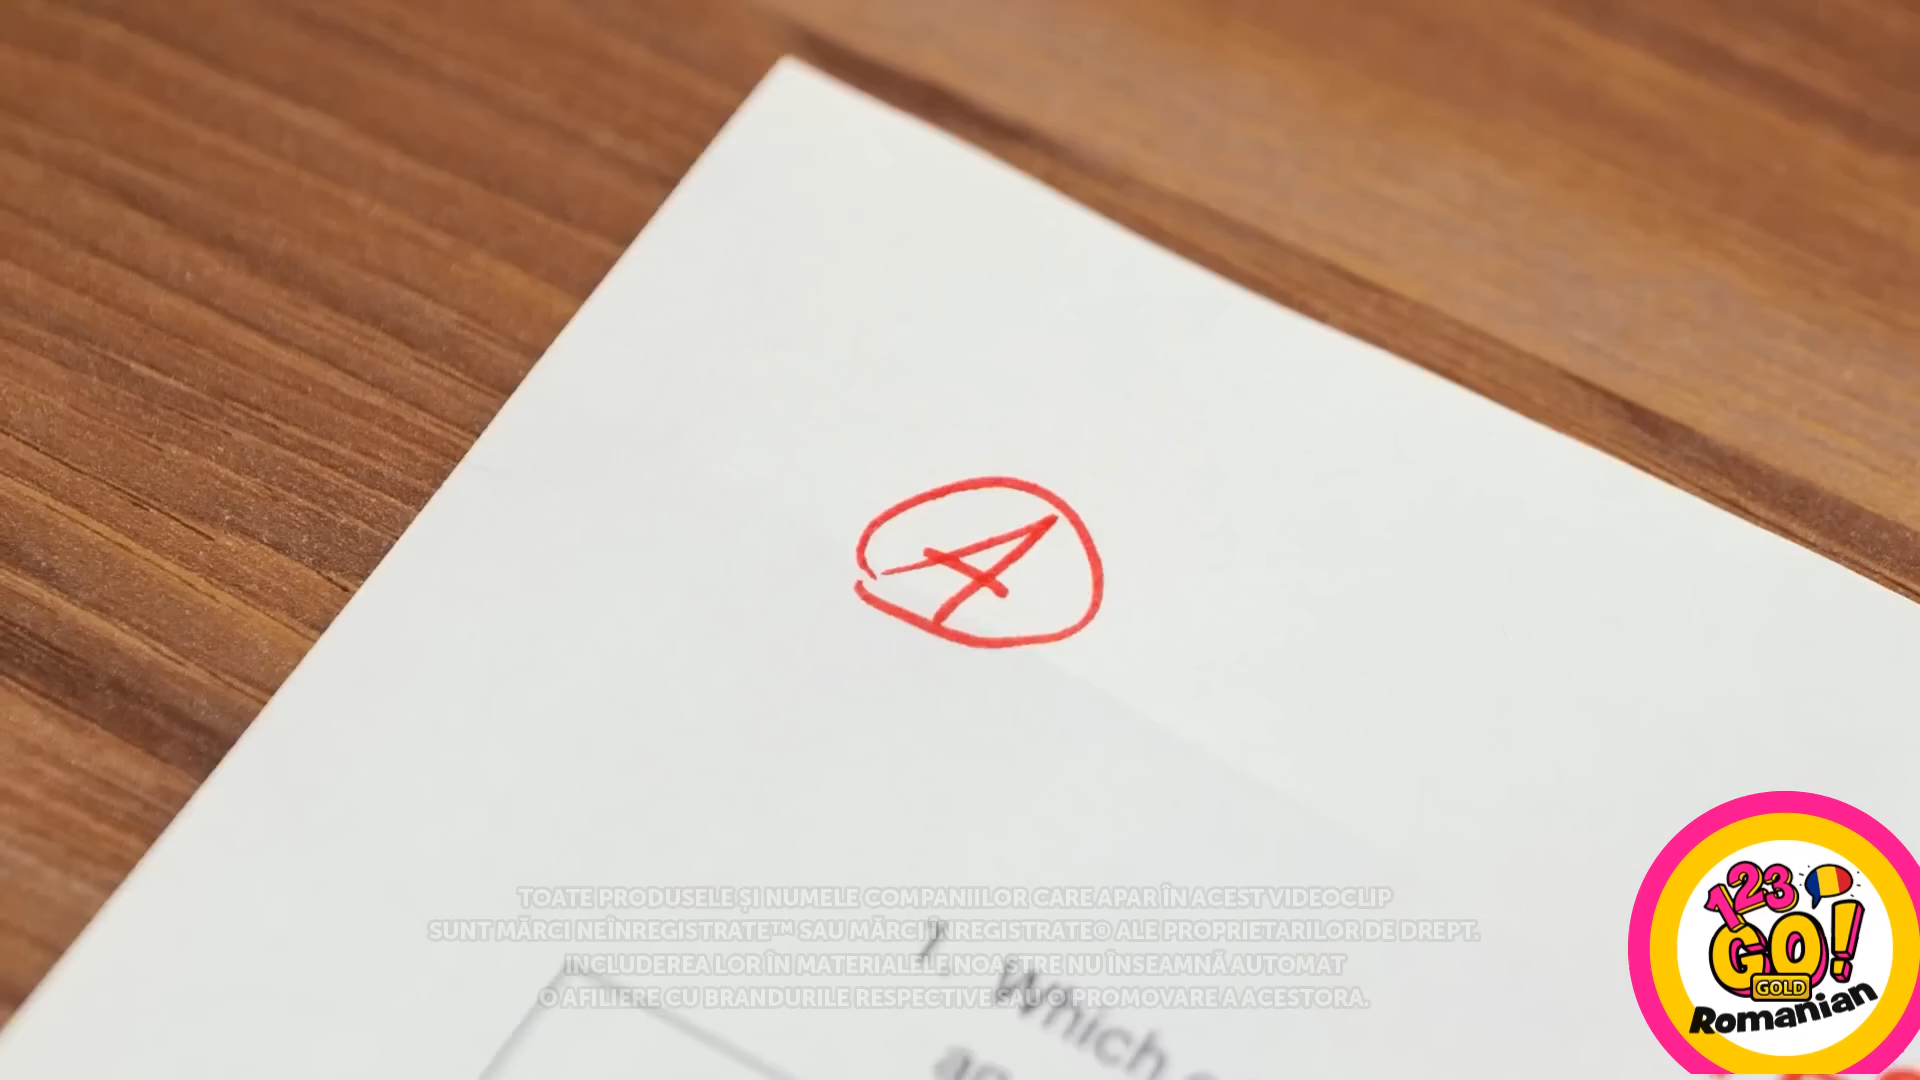 A
TOATE PRODUSELE ȘI NUMELE COMPANIILOR CARE APAR ÎN ACEST VIDEOCLIP
SUNT MĂRCI NEÎNREGISTRATE™ SAU MĂRCI ÎNREGISTRATE® ALE PROPRIETARILOR DE DREPT.
INCLUDEREA LOR ÎN MATERIALELE NOASTRE NU ÎNSEAMNĂ AUTOMAT
O AFILIERE CU BRANDURILE RESPECTIVE SAU O PROMOVARE A ACESTORA.
1. Which
123
GO!
GOLD
Romanian